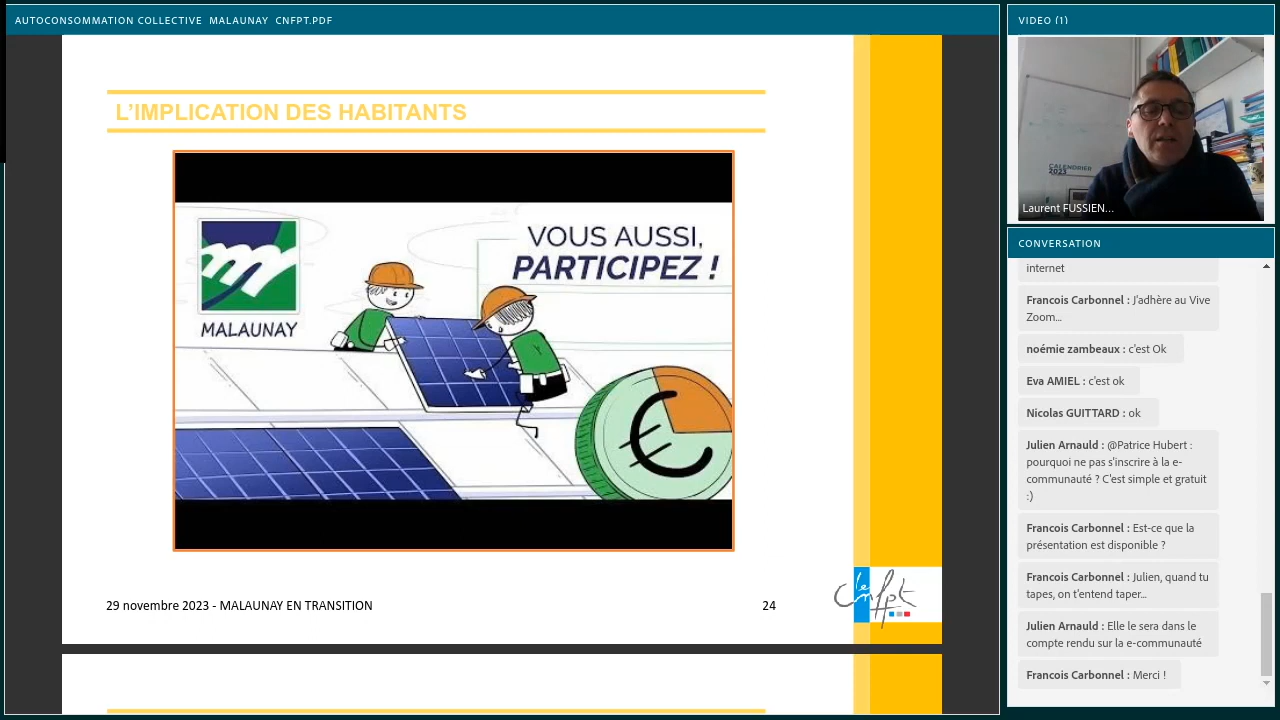 AUTOCONSOMMATION COLLECTIVE MALAUNAY CNFPT.PDF
L'IMPLICATION DES HABITANTS
MALAUNAY
VOUS AUSSI,
PARTICIPEZ !
€
29 novembre 2023 - MALAUNAY EN TRANSITION
24
le cnfpt
VIDEO (1)
CALENDRIER
2023
Laurent FUSSIEN...
CONVERSATION
internet
Francois Carbonnel : J'adhère au Vive
Zoom...
noémie zambeaux : c'est Ok
Eva AMIEL : c'est ok
Nicolas GUITTARD : ok
Julien Arnauld : @Patrice Hubert :
pourquoi ne pas s'inscrire à la e-
communauté ? C'est simple et gratuit
:)
Francois Carbonnel : Est-ce que la
présentation est disponible ?
Francois Carbonnel : Julien, quand tu
tapes, on t'entend taper...
Julien Arnauld : Elle le sera dans le
compte rendu sur la e-communauté
Francois Carbonnel : Merci !